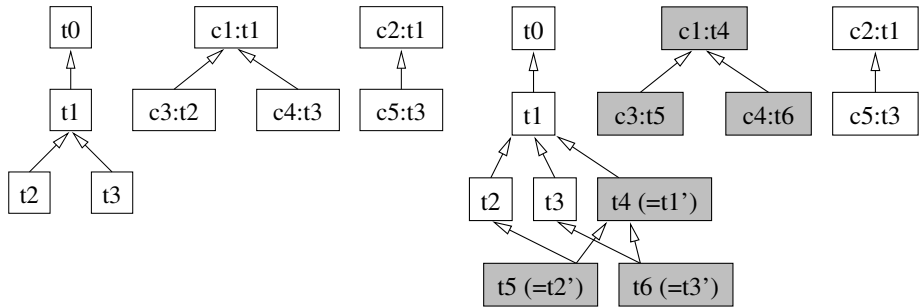 t0 c1:t1 c2:t1 t0 c1:t4 c2:t1
t1 c3:t2 c4:t3 c5:t3 t1 c3:t5 c4:t6 c5:t3
t2 t3 t2 t3 t4 (=t1’)
t5 (=t2’) t6 (=t3’)